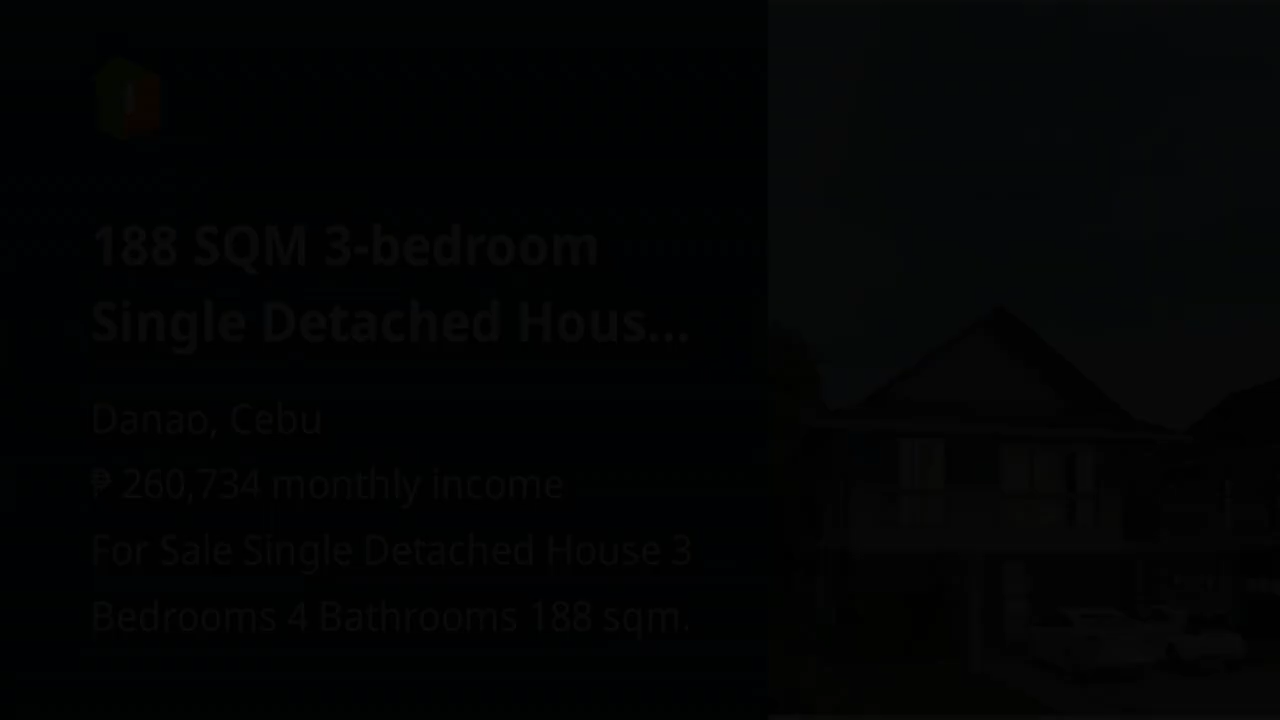 188 SQM 3-bedroom
Single Detached Hous...
Danao, Cebu
₱ 260,734 monthly income
For Sale Single Detached House 3
Bedrooms 4 Bathrooms 188 sqm.